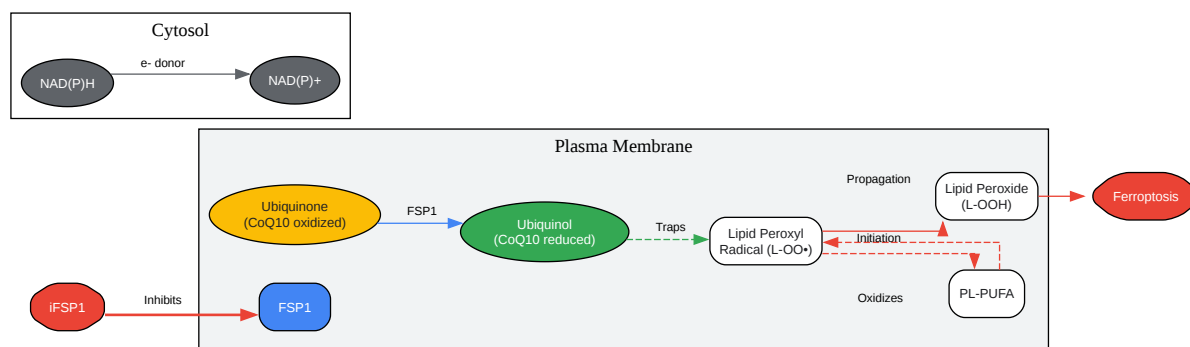 Cytosol
NAD(P)H
e- donor
NAD(P)+
Plasma Membrane
Ubiquinone
(CoQ10 oxidized)
FSP1
Ubiquinol
(CoQ10 reduced)
Traps
Lipid Peroxyl
Radical (L-OO•)
Propagation
Lipid Peroxide
(L-OOH)
Ferroptosis
Initiation
Oxidizes
PL-PUFA
iFSP1
Inhibits
FSP1